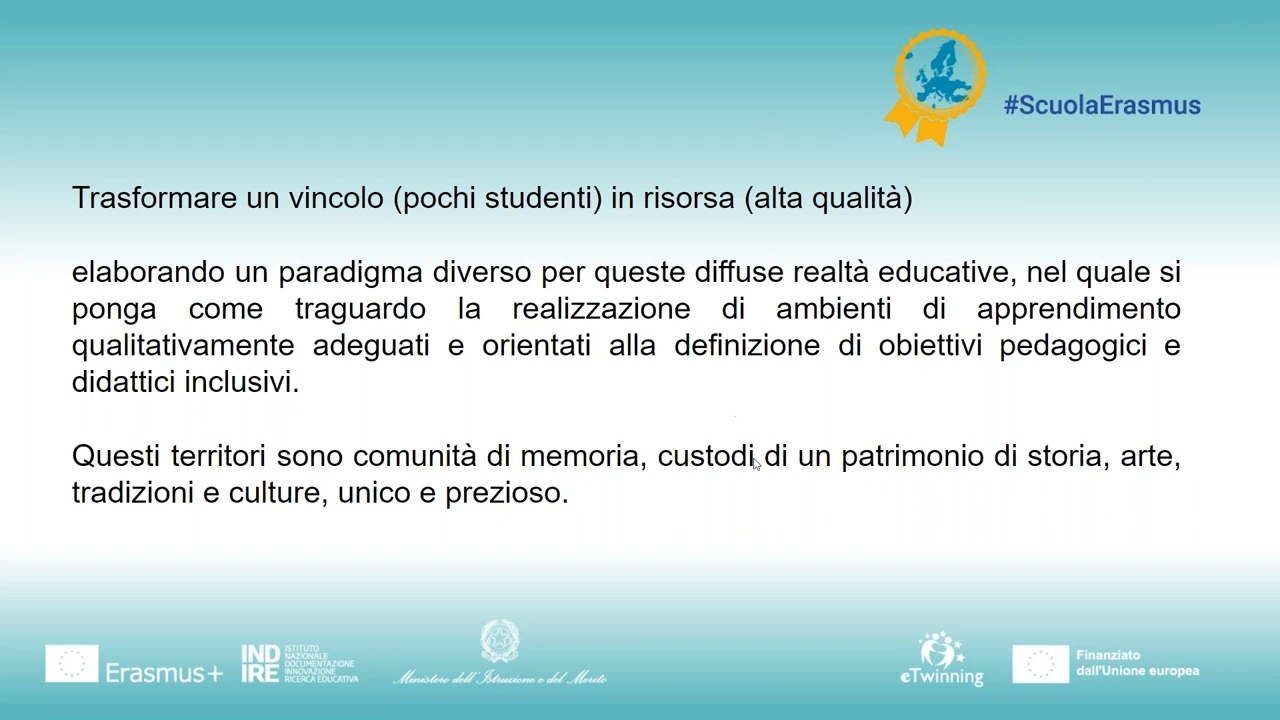 #ScuolaErasmus
Trasformare un vincolo (pochi studenti) in risorsa (alta qualità)
elaborando un paradigma diverso per queste diffuse realtà educative, nel quale si
ponga come traguardo la realizzazione di ambienti di apprendimento
qualitativamente adeguati e orientati alla definizione di obiettivi pedagogici e
didattici inclusivi.
Questi territori sono comunità di memoria, custodi di un patrimonio di storia, arte,
tradizioni e culture, unico e prezioso.
Erasmus+
INDIRE
ISTITUTO
NAZIONALE
DOCUMENTAZIONE
INNOVAZIONE
RICERCA EDUCATIVA
Ministero dell'Istruzione e del Merito
eTwinning
Finanziato
dall'Unione europea